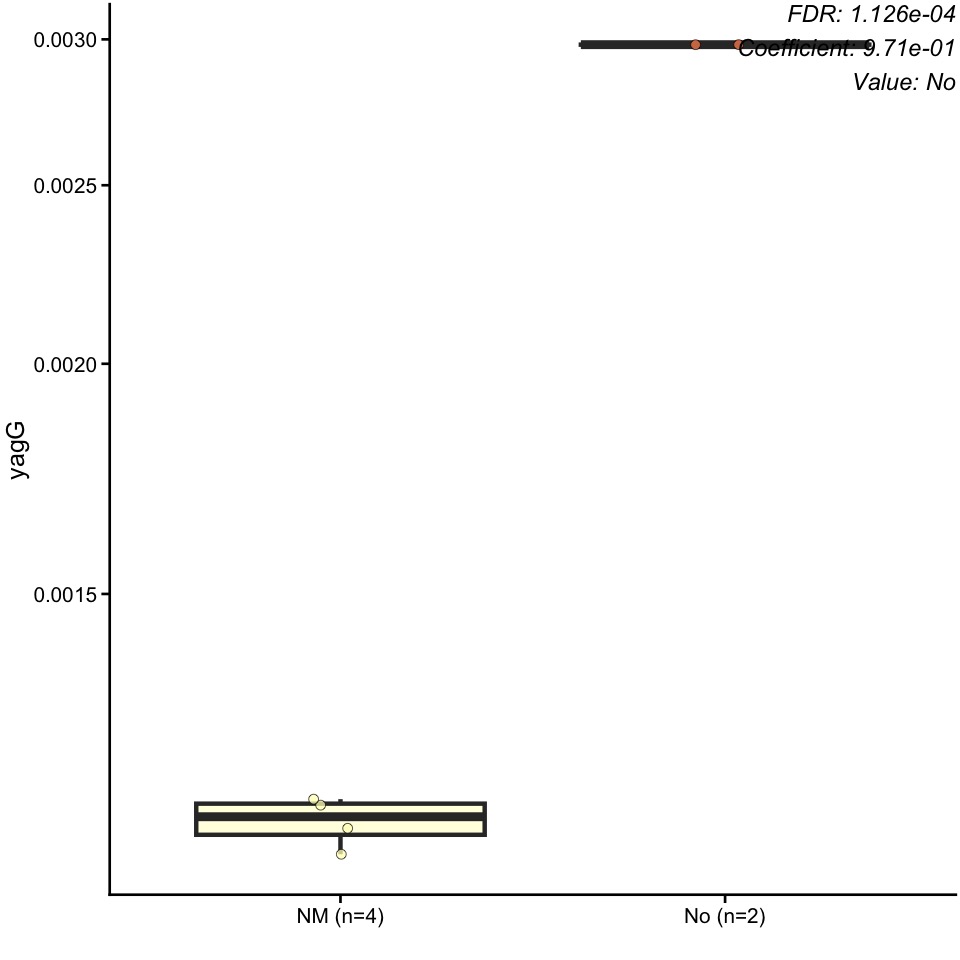 FDR: 1.126e-04
Coefficient: 9.71e-01
Value: No
0.0030
0.0025
0.0020
0.0015
yagG
NM (n=4)
No (n=2)